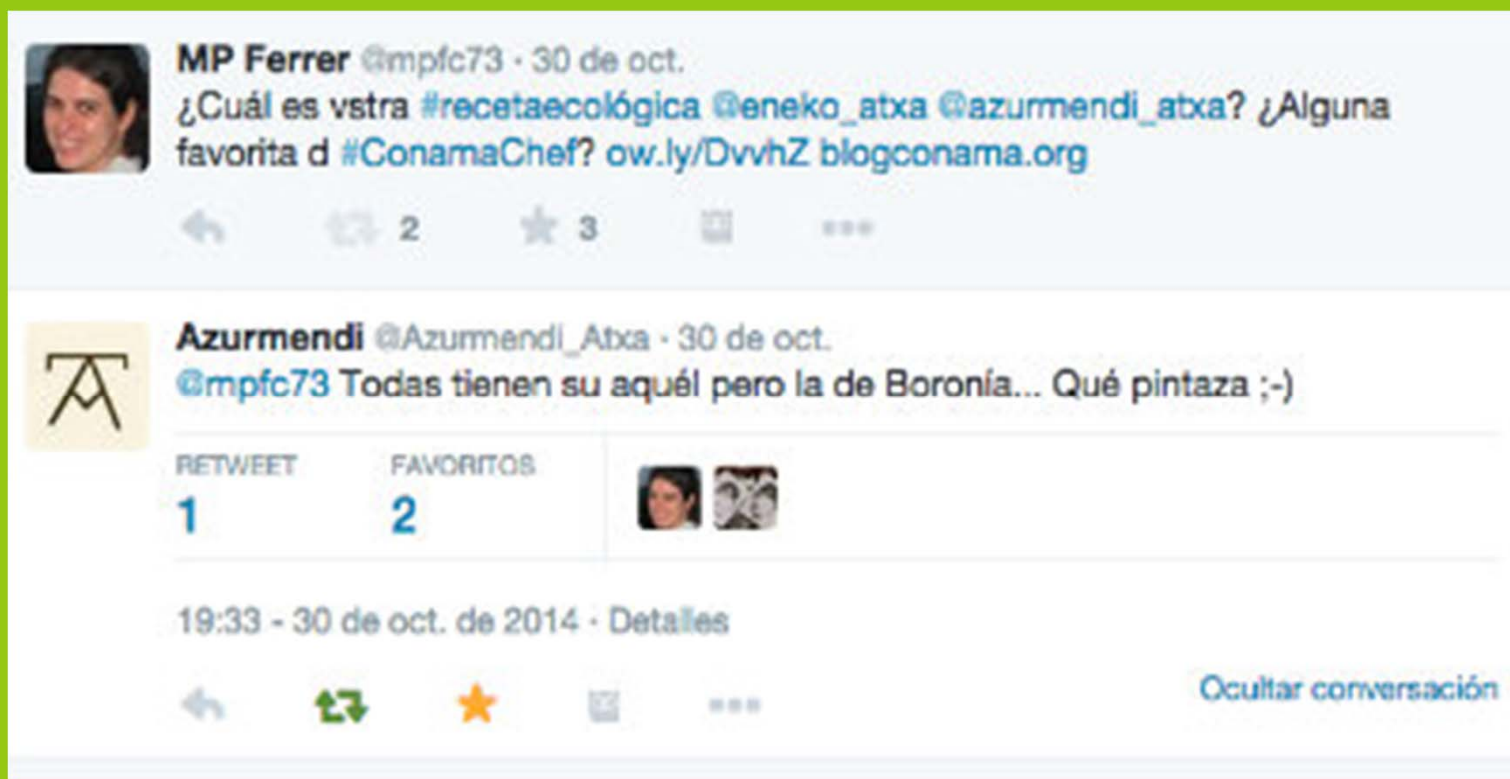 MP Ferrer @mpfc73 · 30 de oct.
¿Cuál es vstra #recetaecológica @eneko_atxa @azurmendi_atxa? ¿Alguna
favorita d #ConamaChef? ow.ly/DvvhZ blogconama.org
2 3
Azurmendi @Azurmendi_Atxa · 30 de oct.
@mpfc73 Todas tienen su aquél pero la de Boronía... Qué pintaza ;-)
RETWEET FAVORITOS
1 2
19:33 - 30 de oct. de 2014 · Detalles
Ocultar conversación